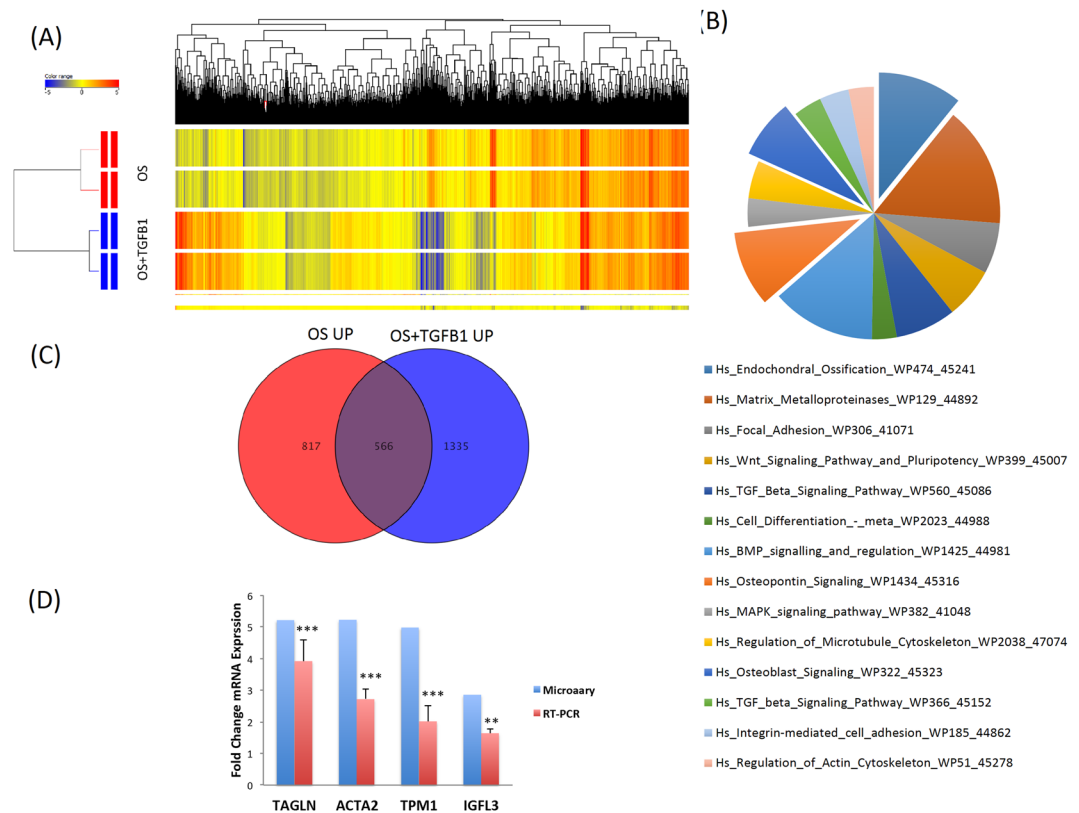 (A)
Color range
-5 0 5
OS
OS+TGFB1
(B)
Hs_Endochondral_Ossification_WP474_45241
Hs_Matrix_Metalloproteinases_WP129_44892
Hs_Focal_Adhesion_WP306_41071
Hs_Wnt_Signaling_Pathway_and_Pluripotency_WP399_45007
Hs_TGF_Beta_Signaling_Pathway_WP560_45086
Hs_Cell_Differentiation_-_meta_WP2023_44988
Hs_BMP_signalling_and_regulation_WP1425_44981
Hs_Osteopontin_Signaling_WP1434_45316
Hs_MAPK_signaling_pathway_WP382_41048
Hs_Regulation_of_Microtubule_Cytoskeleton_WP2038_47074
Hs_Osteoblast_Signaling_WP322_45323
Hs_TGF_beta_Signaling_Pathway_WP366_45152
Hs_Integrin-mediated_cell_adhesion_WP185_44862
Hs_Regulation_of_Actin_Cytoskeleton_WP51_45278
(C)
OS UP
OS+TGFB1 UP
817
566
1335
(D)
Fold Change mRNA Exprssion
6
5
4
3
2
1
0
***
***
***
**
TAGLN
ACTA2
TPM1
IGFL3
Microaary
RT-PCR